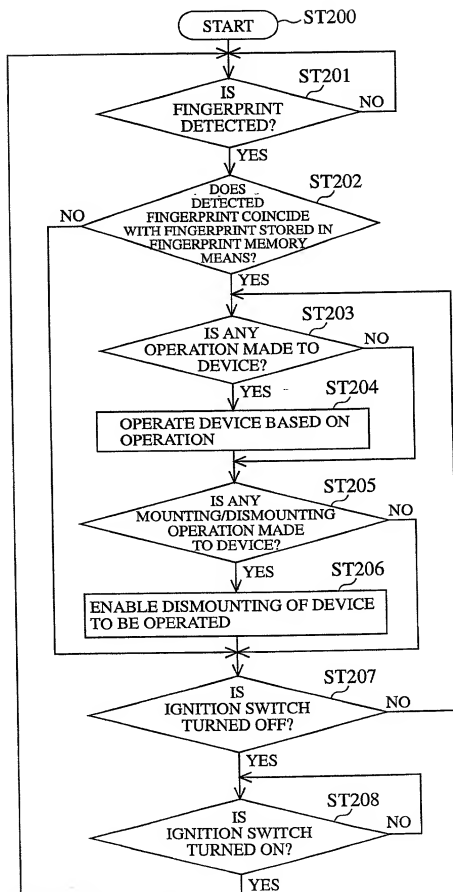 START
ST200
ST201
IS
FINGERPRINT
DETECTED?
NO
YES
ST202
DOES
DETECTED
FINGERPRINT COINCIDE
WITH FINGERPRINT STORED IN
FINGERPRINT MEMORY
MEANS?
NO
YES
ST203
IS ANY
OPERATION MADE TO
DEVICE?
NO
YES
ST204
OPERATE DEVICE BASED ON
OPERATION
ST205
IS ANY
MOUNTING/DISMOUNTING
OPERATION MADE
TO DEVICE?
NO
YES
ST206
ENABLE DISMOUNTING OF DEVICE
TO BE OPERATED
ST207
IS
IGNITION SWITCH
TURNED OFF?
NO
YES
ST208
IS
IGNITION SWITCH
TURNED ON?
NO
YES